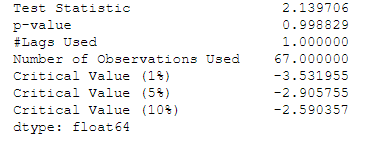 Test Statistic 2.139706
p-value 0.998829
#Lags Used 1.000000
Number of Observations Used 67.000000
Critical Value (1%) -3.531955
Critical Value (5%) -2.905755
Critical Value (10%) -2.590357
dtype: float64